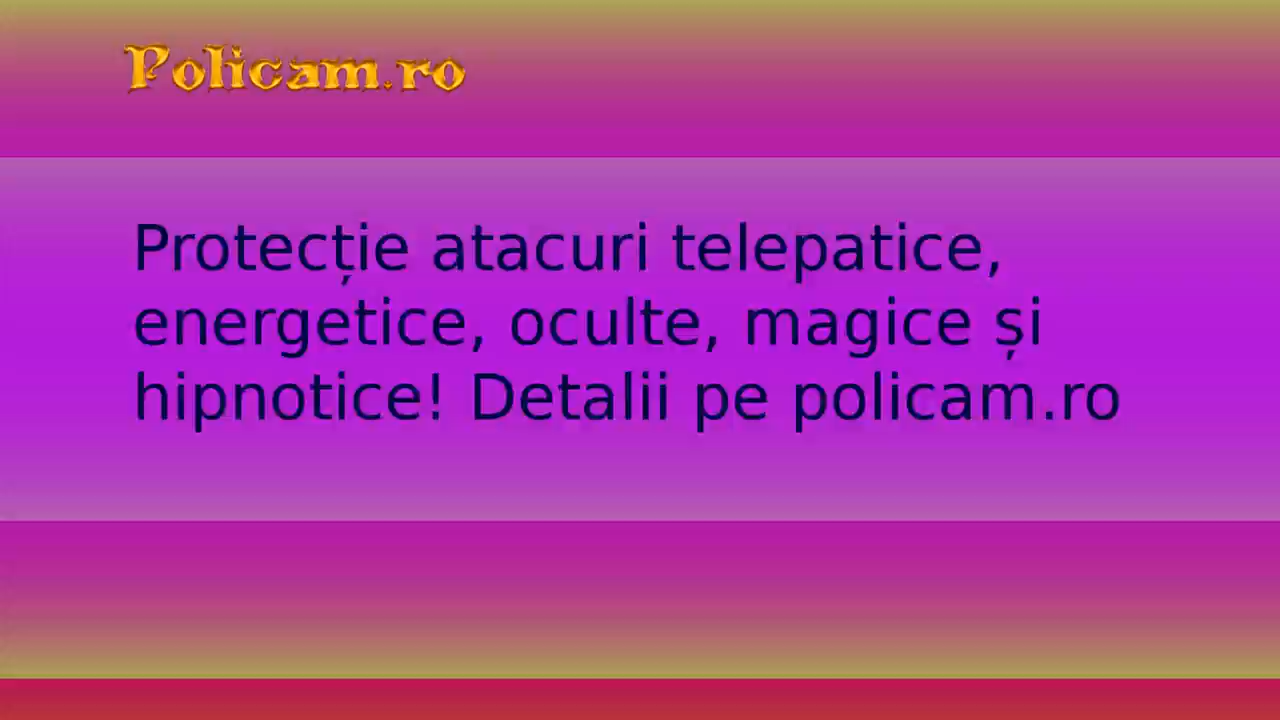 Policam.ro
Protecție atacuri telepatice,
energetice, oculte, magice și
hipnotice! Detalii pe policam.ro